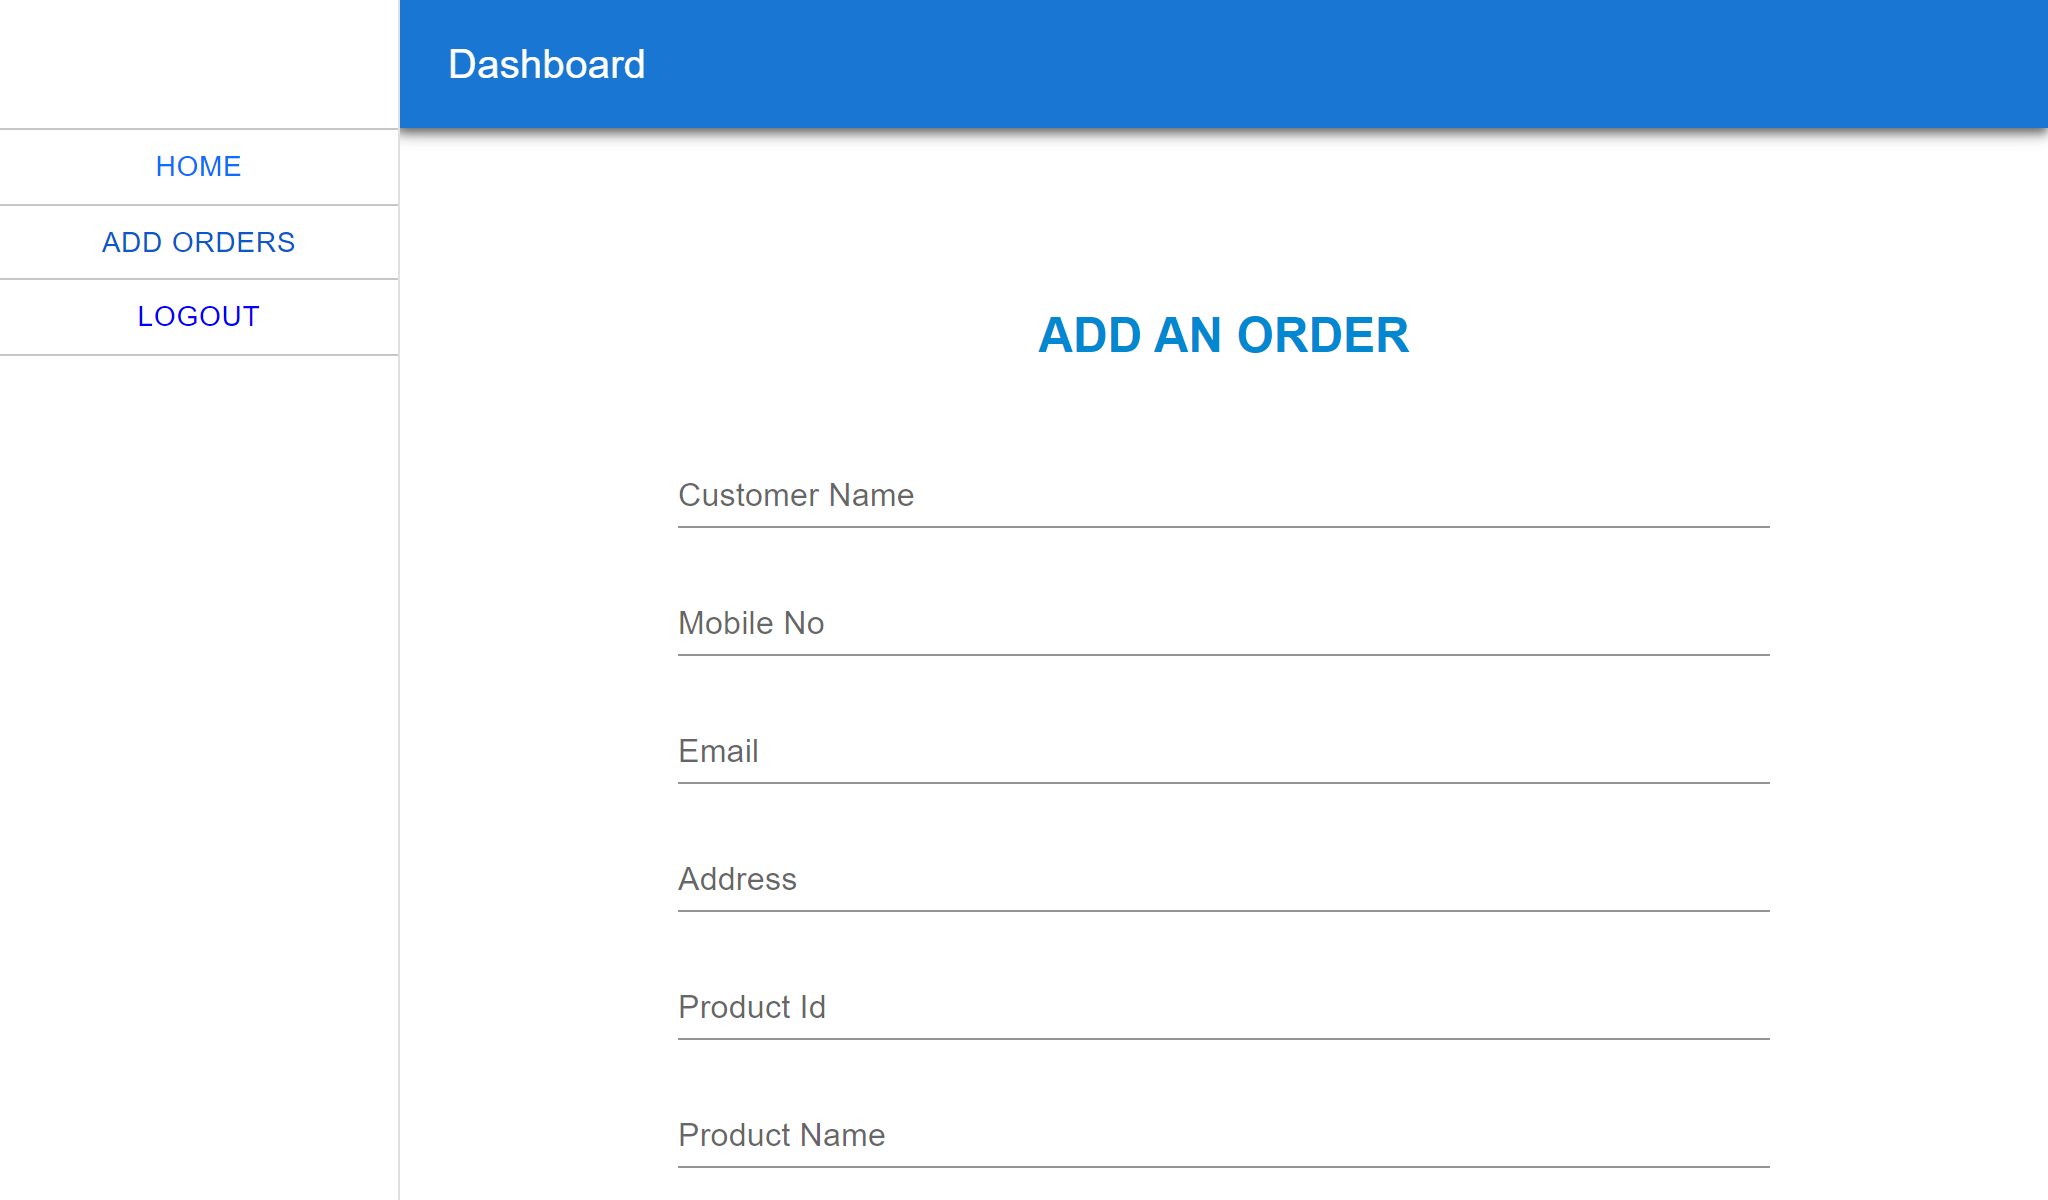 Dashboard
HOME
ADD ORDERS
LOGOUT
ADD AN ORDER
Customer Name
Mobile No
Email
Address
Product Id
Product Name